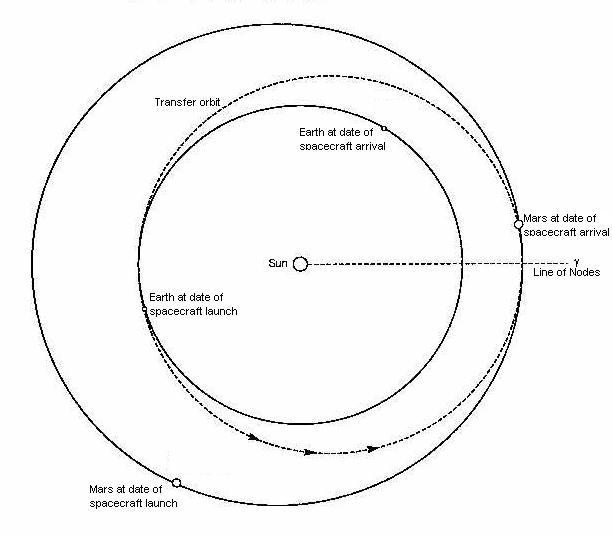 Transfer orbit
Earth at date of
spacecraft arrival
Mars at date of
spacecraft arrival
Sun
γ
Line of Nodes
Earth at date of
spacecraft launch
Mars at date of
spacecraft launch